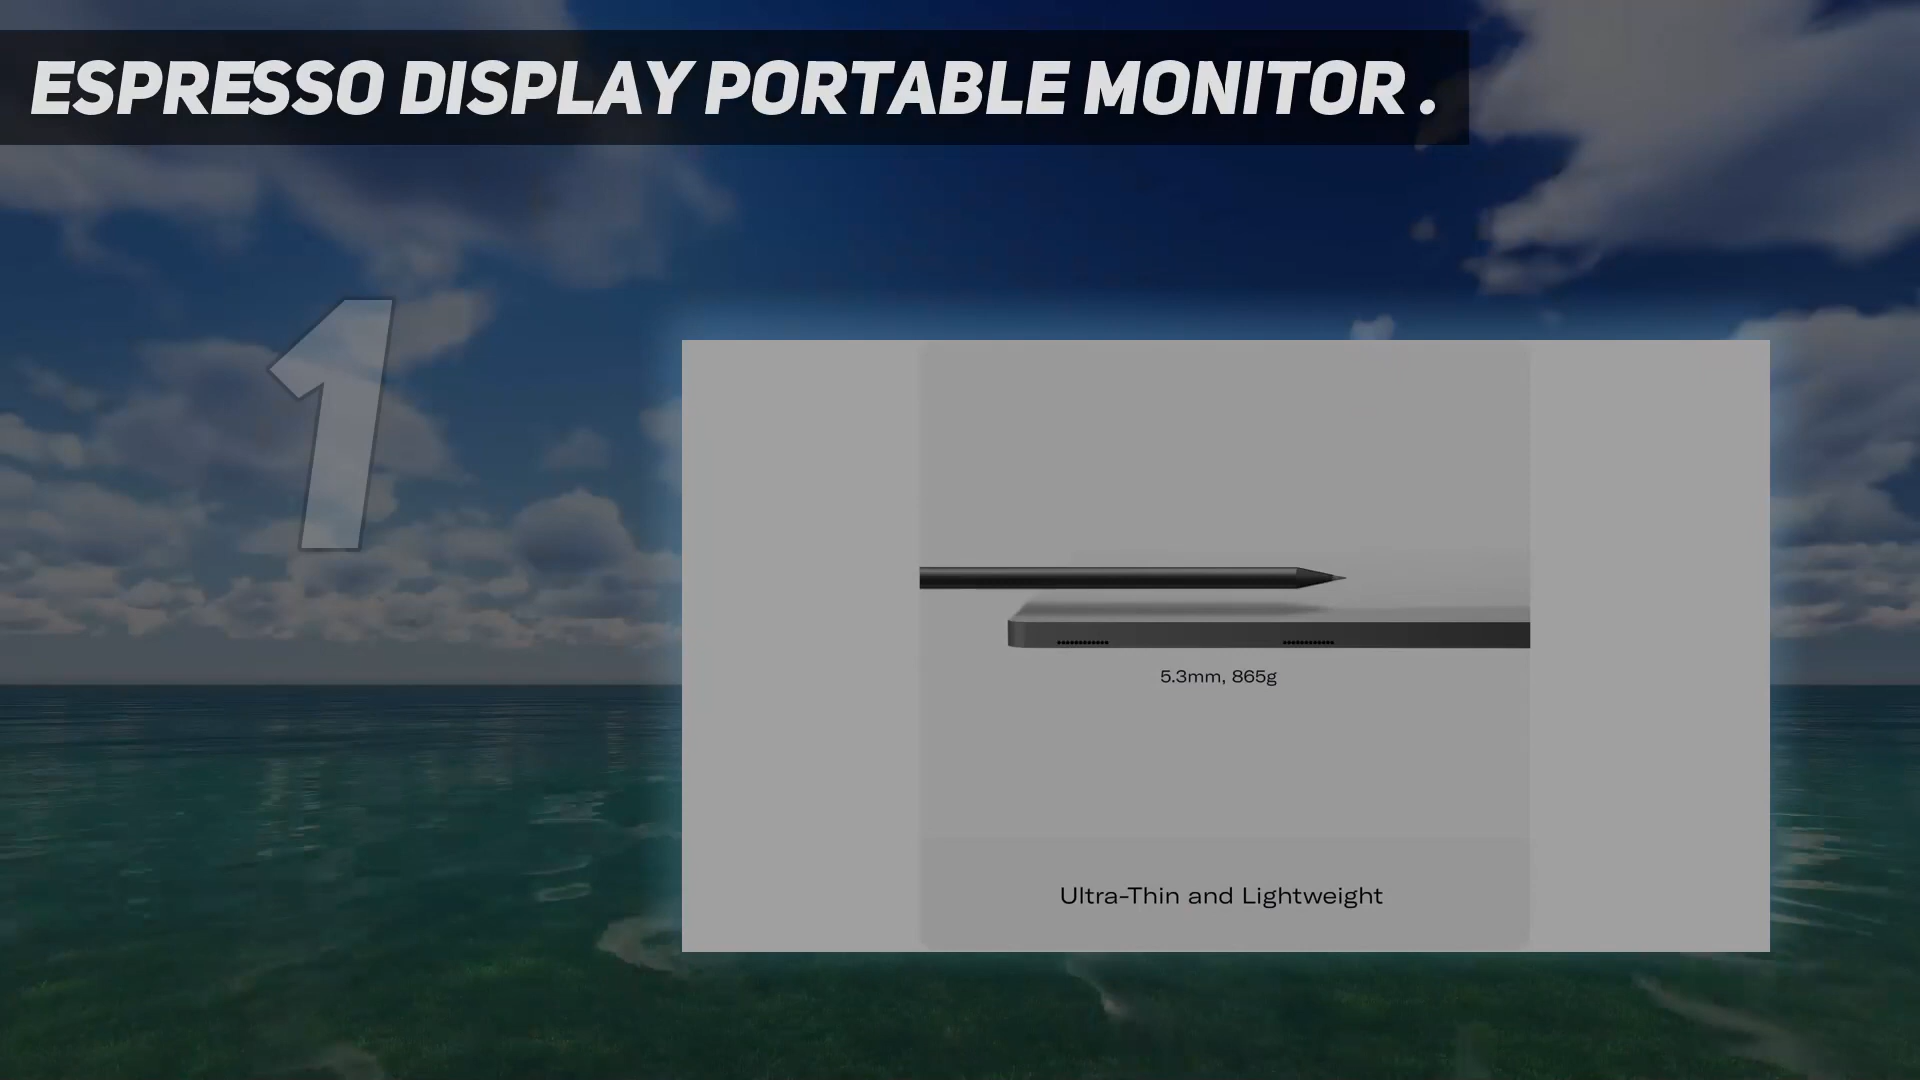 ESPRESSO DISPLAY PORTABLE MONITOR .
1
5.3mm, 865g
Ultra-Thin and Lightweight